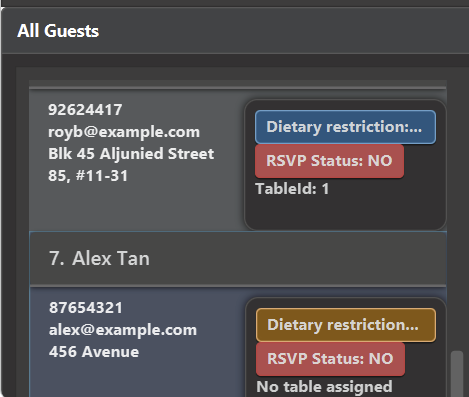 All Guests
92624417
royb@example.com
Blk 45 Aljunied Street
85, #11-31
Dietary restriction:...
RSVP Status: NO
TableId: 1
7. Alex Tan
87654321
alex@example.com
456 Avenue
Dietary restriction...
RSVP Status: NO
No table assigned